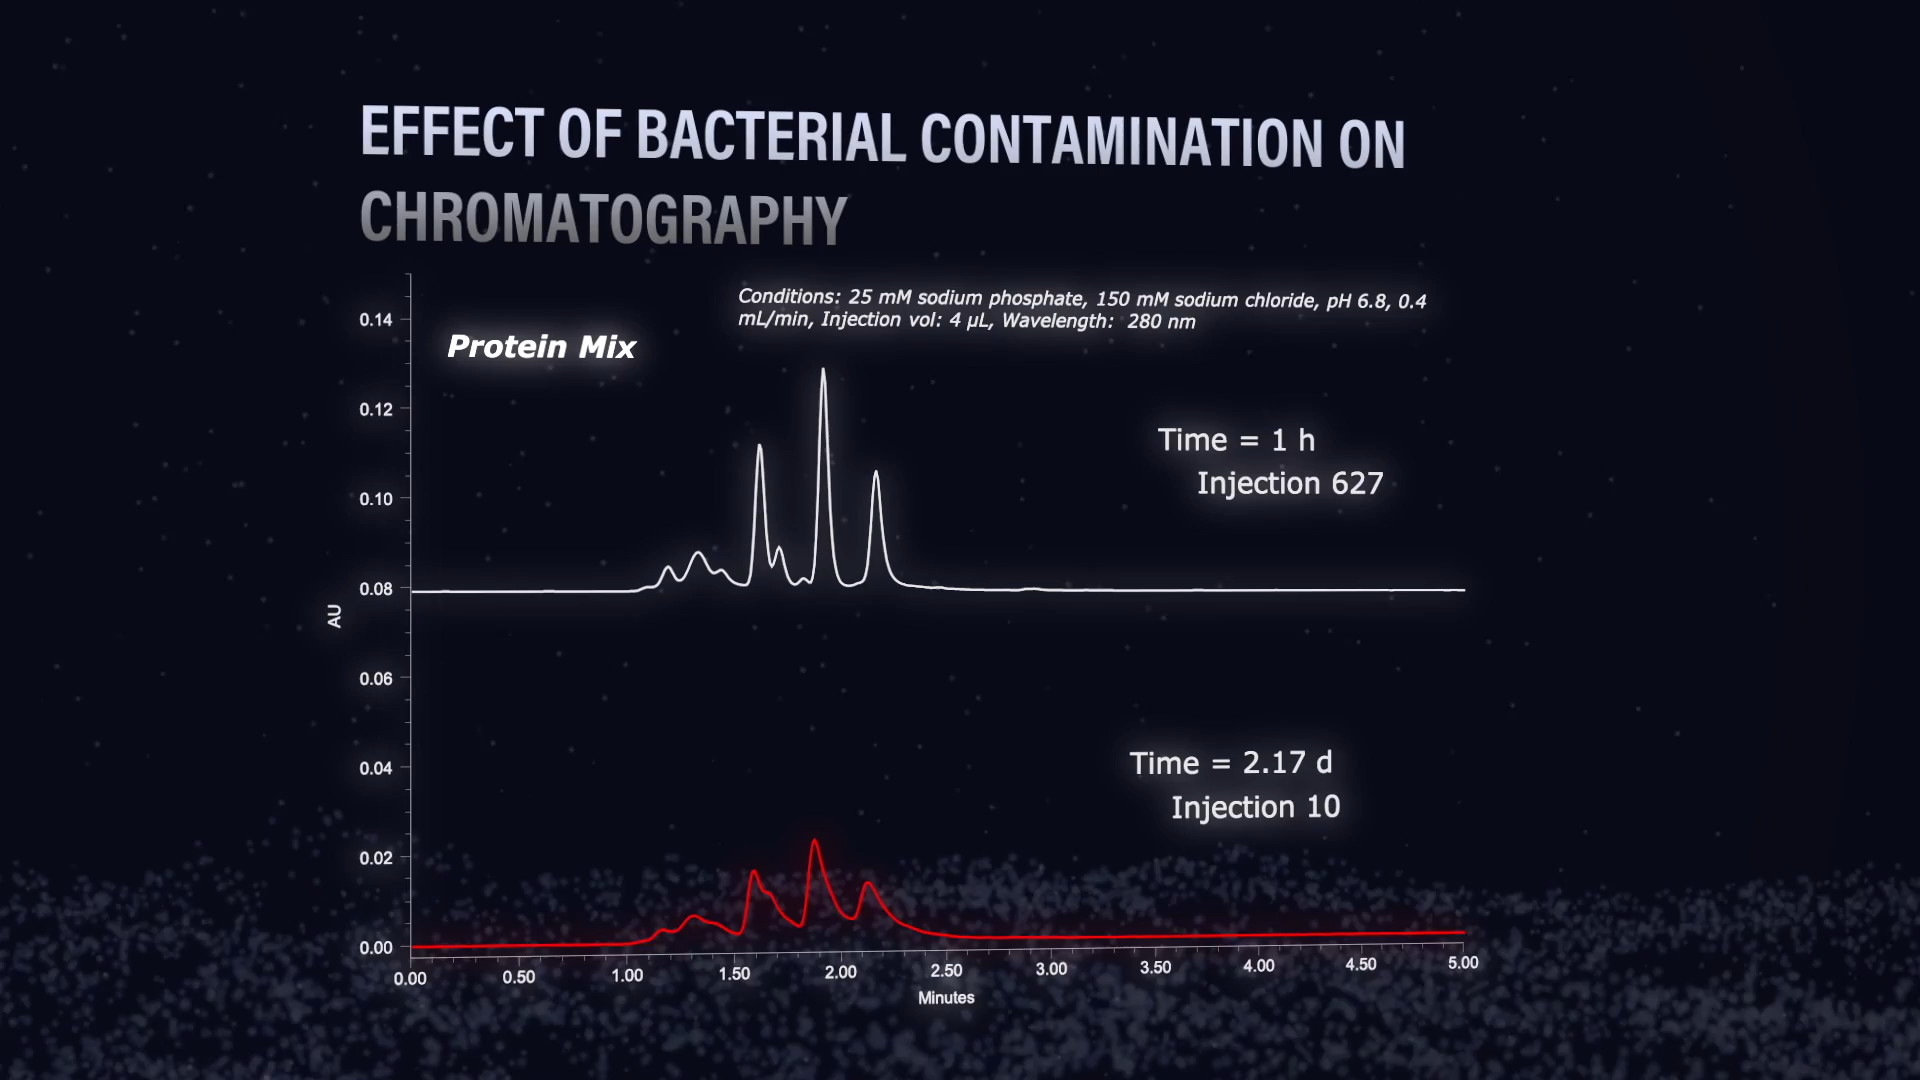 EFFECT OF BACTERIAL CONTAMINATION ON
CHROMATOGRAPHY
Conditions: 25 mM sodium phosphate, 150 mM sodium chloride, pH 6.8, 0.4
mL/min, Injection vol: 4 µL, Wavelength: 280 nm
Protein Mix
Time = 1 h
Injection 627
Time = 2.17 d
Injection 10
AU
0.14
0.12
0.10
0.08
0.06
0.04
0.02
0.00
0.00 0.50 1.00 1.50 2.00 2.50 3.00 3.50 4.00 4.50 5.00
Minutes